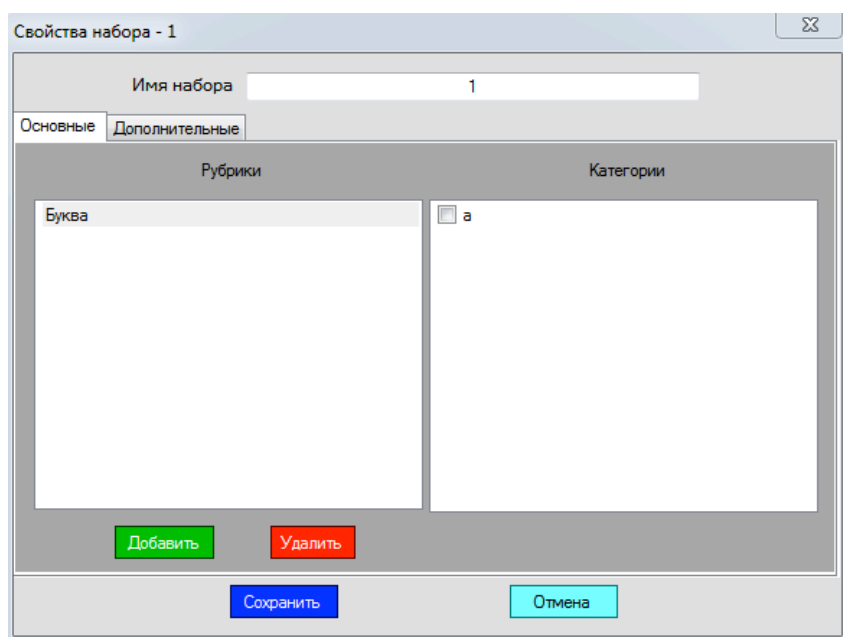 Свойства набора - 1
Имя набора 1
Основные Дополнительные
Рубрики Категории
Буква а
Добавить Удалить
Сохранить Отмена